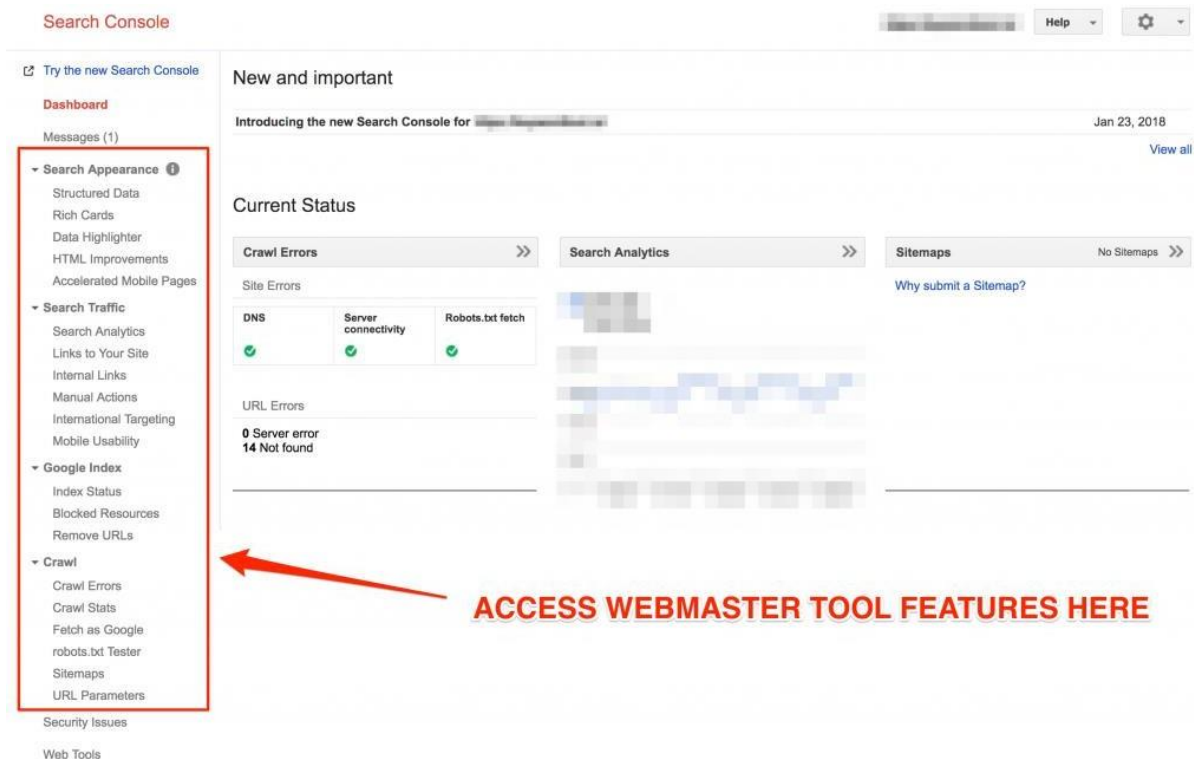 Search Console
Help
Try the new Search Console
Dashboard
Messages (1)
Search Appearance
Structured Data
Rich Cards
Data Highlighter
HTML Improvements
Accelerated Mobile Pages
Search Traffic
Search Analytics
Links to Your Site
Internal Links
Manual Actions
International Targeting
Mobile Usability
Google Index
Index Status
Blocked Resources
Remove URLs
Crawl
Crawl Errors
Crawl Stats
Fetch as Google
robots.txt Tester
Sitemaps
URL Parameters
Security Issues
Web Tools
New and important
Introducing the new Search Console for
Jan 23, 2018
View all
Current Status
Crawl Errors
Site Errors
DNS
Server
connectivity
Robots.txt fetch
URL Errors
0 Server error
14 Not found
Search Analytics
Sitemaps
No Sitemaps
Why submit a Sitemap?
ACCESS WEBMASTER TOOL FEATURES HERE